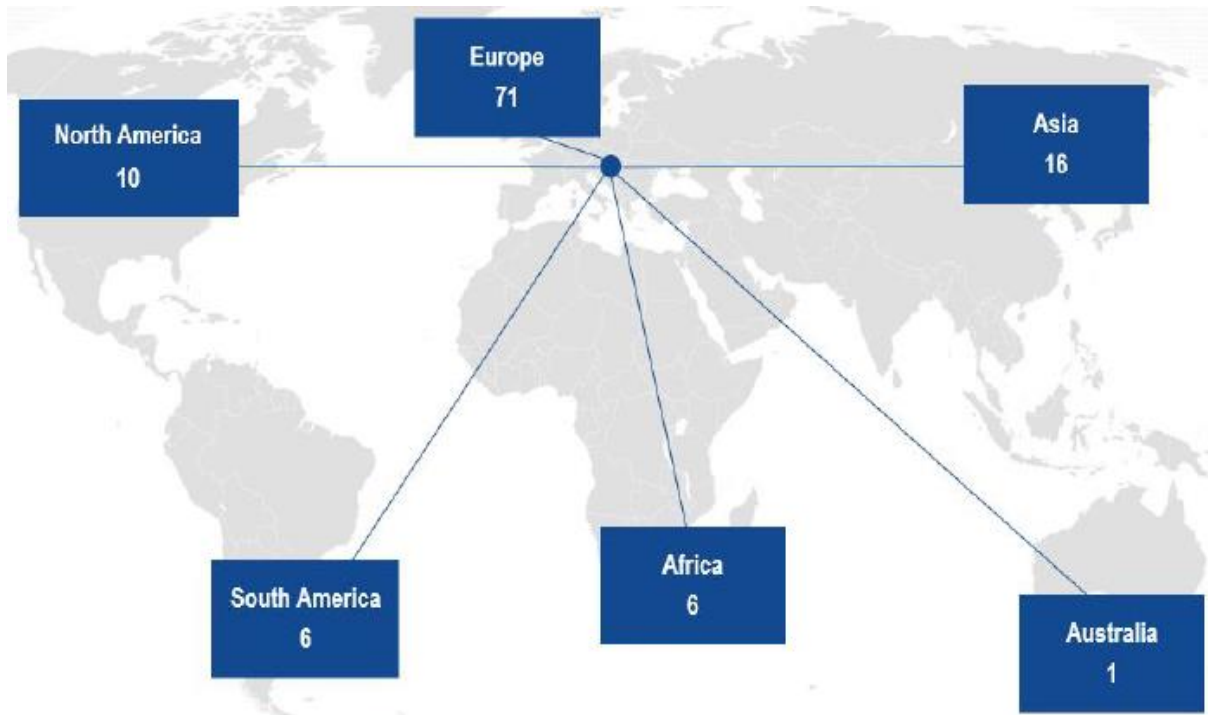 Europe
71
North America
10
Asia
16
South America
6
Africa
6
Australia
1